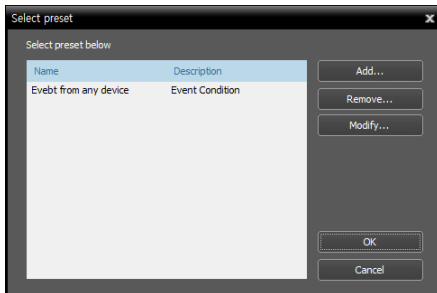 Select preset
x
Select preset below
Name Description Add...
Evebt from any device Event Condition Remove...
Modify...
OK
Cancel